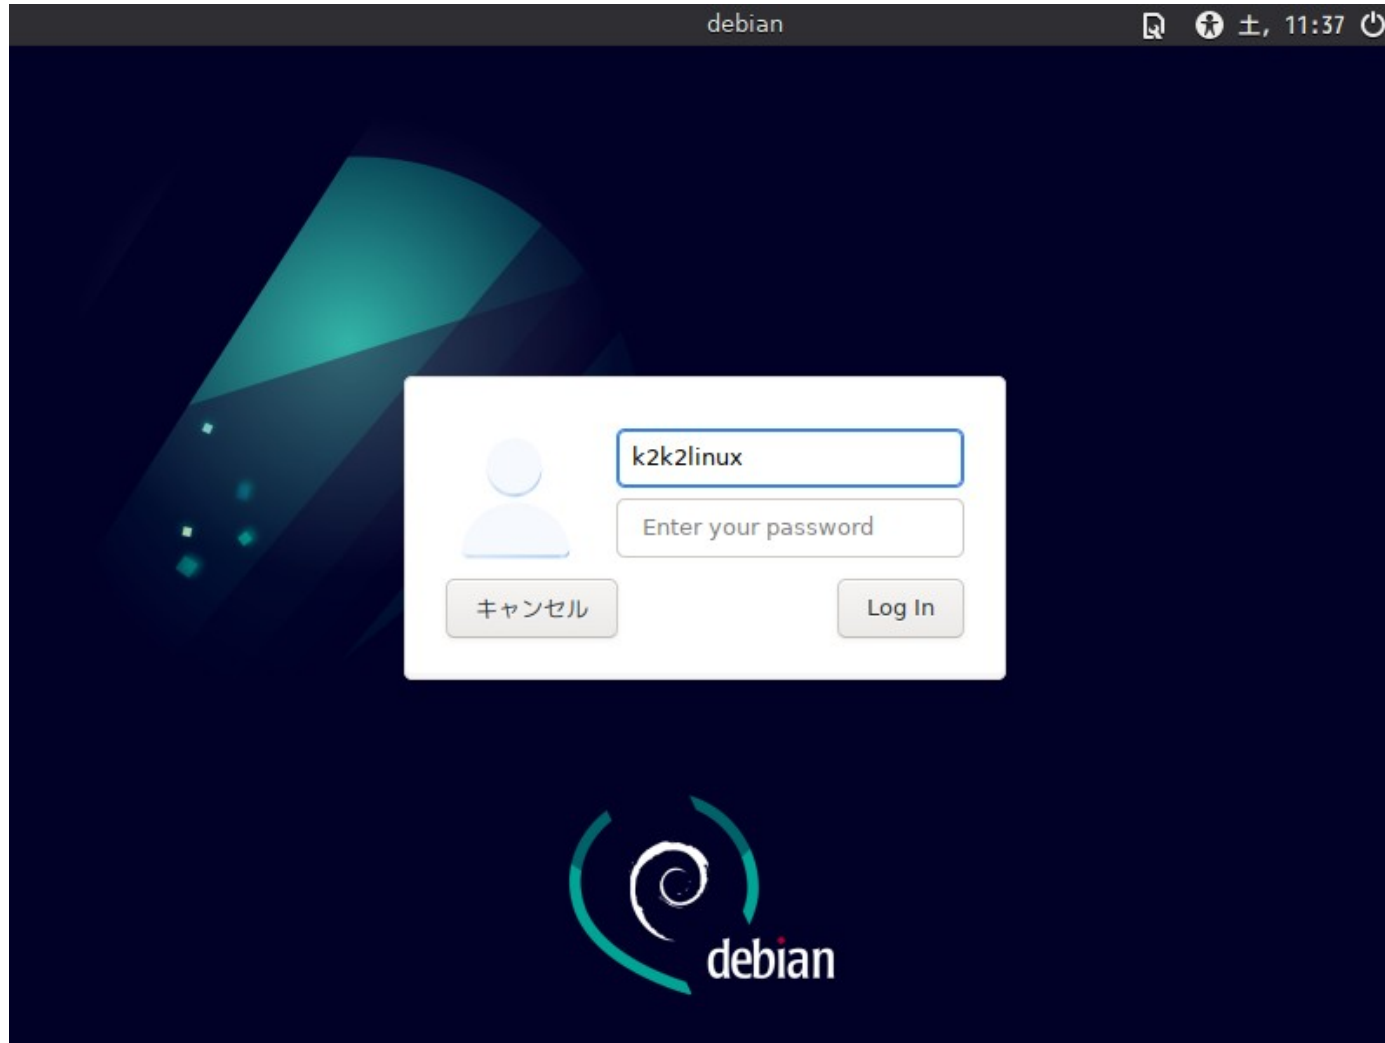 debian
土, 11:37
k2k2linux
Enter your password
キャンセル
Log In
debian